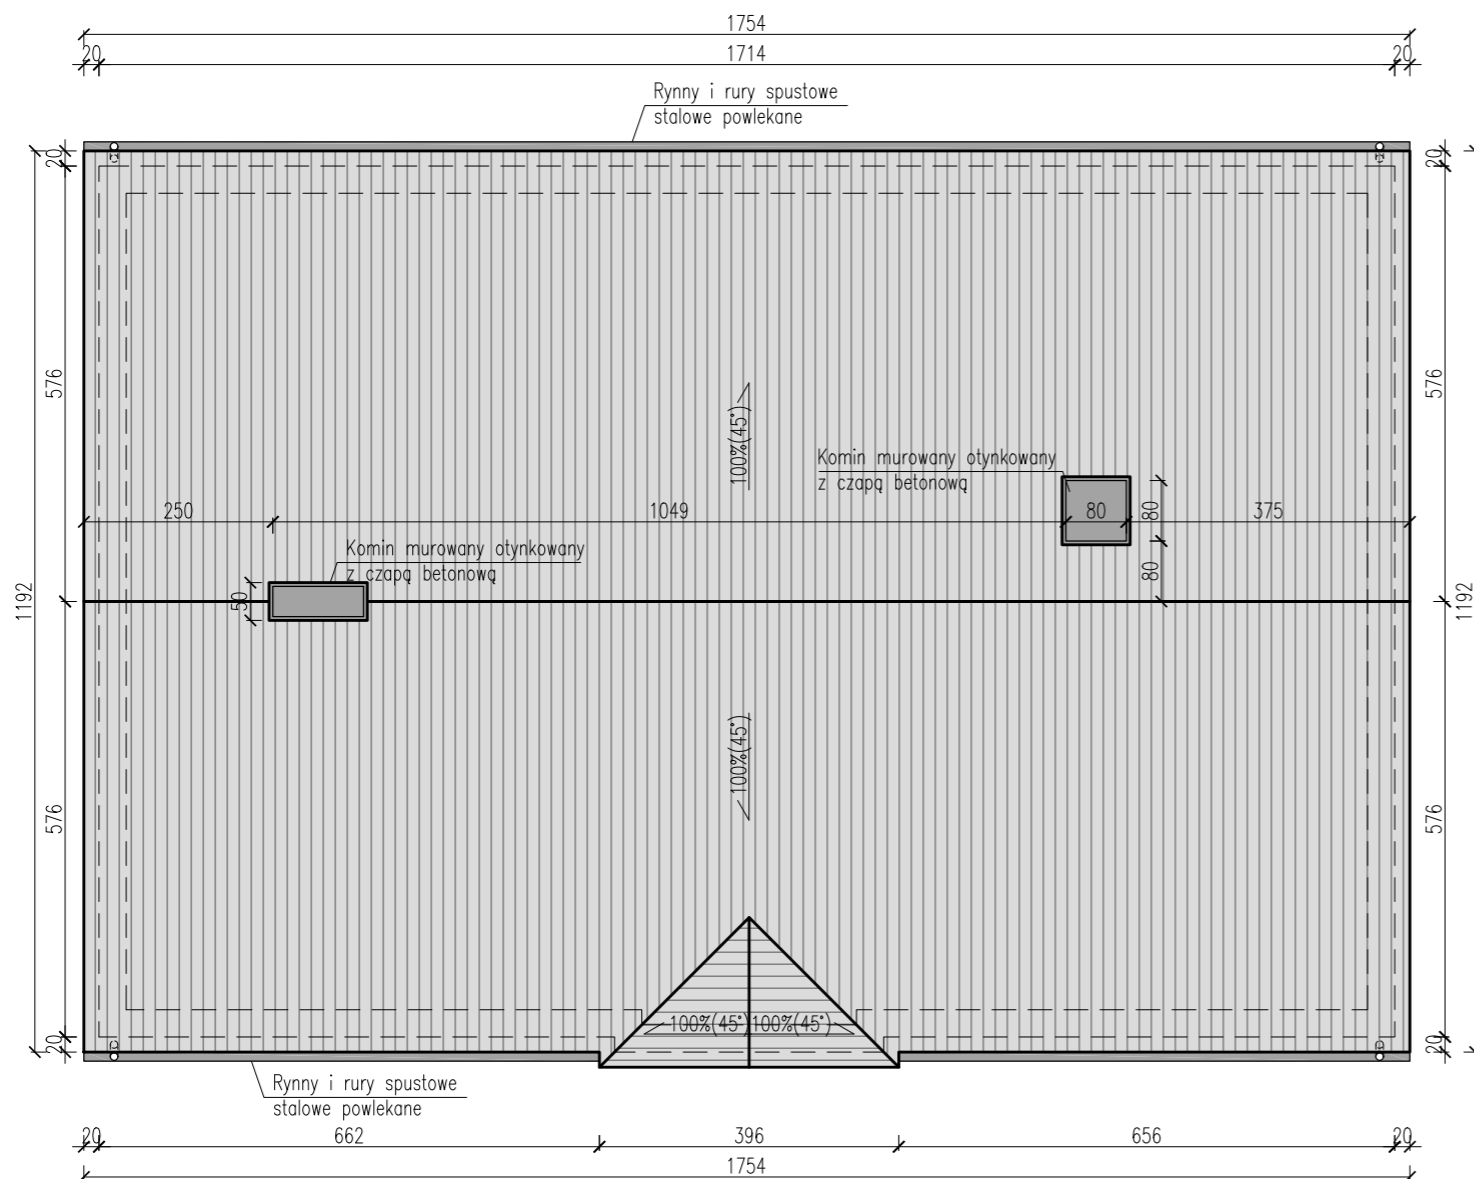 1754
20 1714 20
Rynny i rury spustowe
stalowe powlekane
20 20
576 576
100%(45°)
Komin murowany otynkowany
z czapą betonową
250 1049 80 80 375
Komin murowany otynkowany
z czapą betonową
80
50
1192 1192
100%(45°)
576 576
100%(45°) 100%(45°)
20 20
Rynny i rury spustowe
stalowe powlekane
20 662 396 656 20
1754